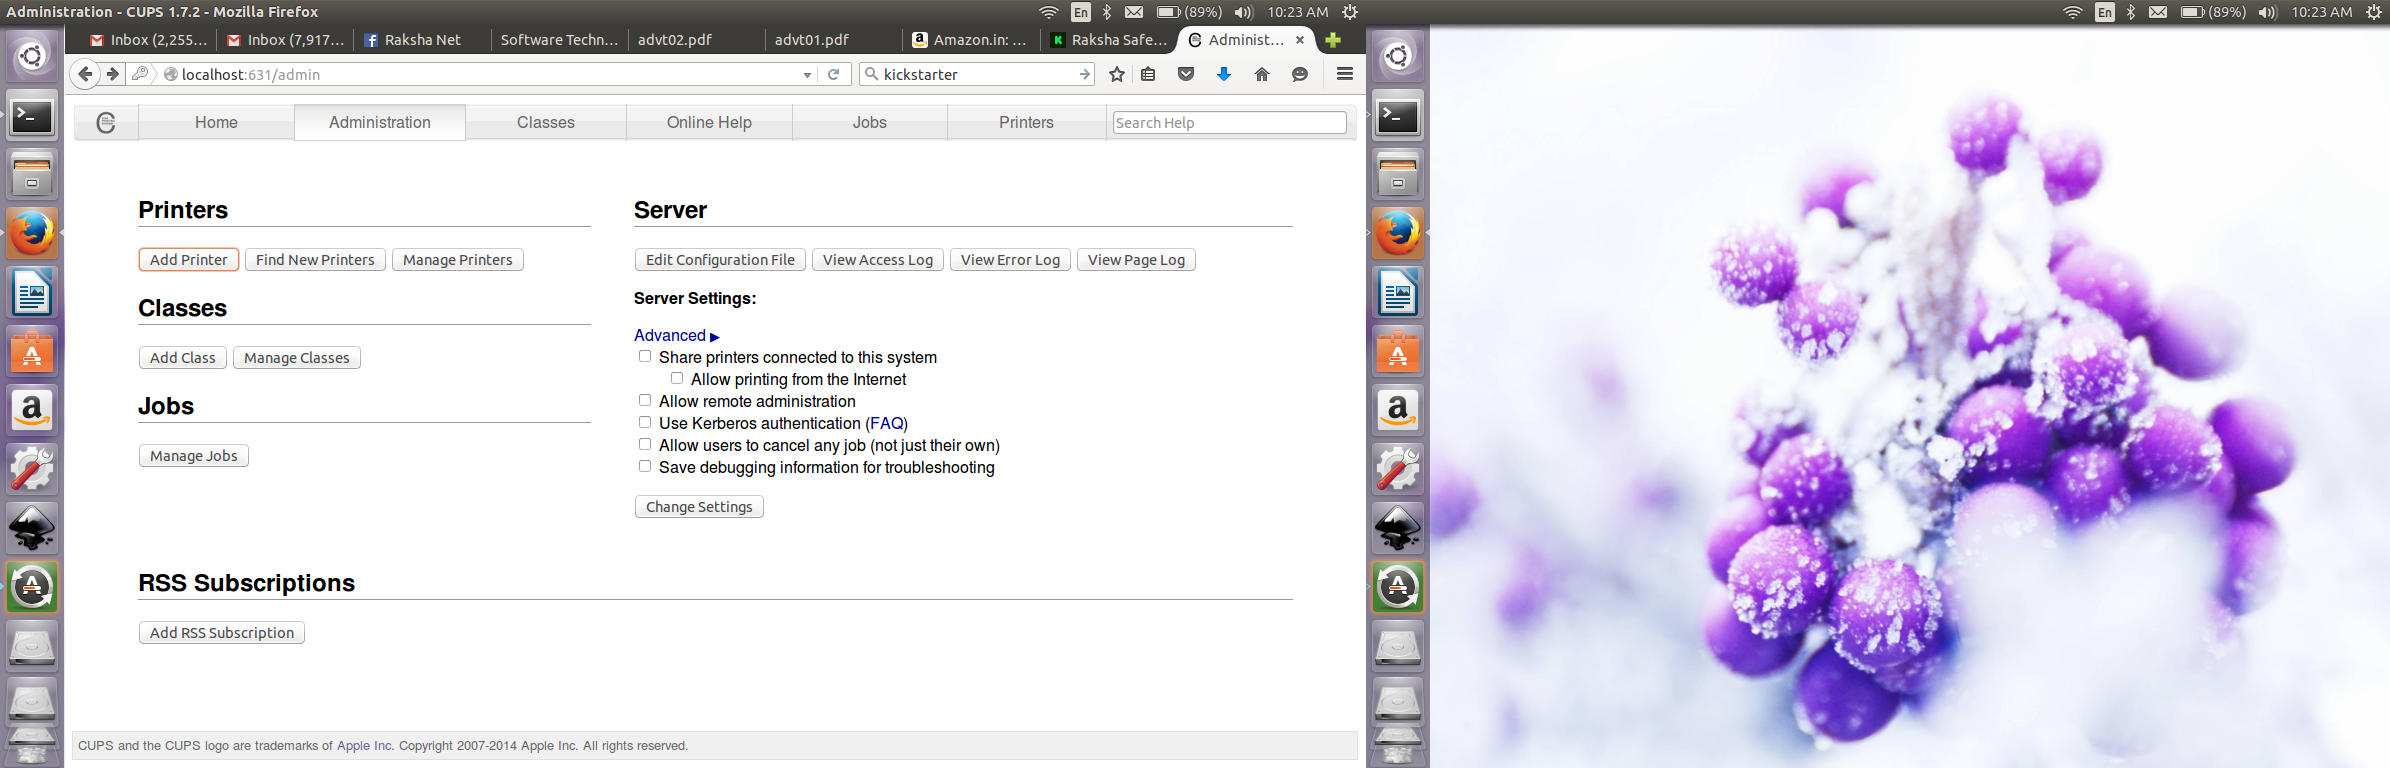 Administration - CUPS 1.7.2 - Mozilla Firefox
En
(89%)
10:23 AM
En
(89%)
10:23 AM
Inbox (2,255...
Inbox (7,917...
Raksha Net
Software Techn...
advt02.pdf
advt01.pdf
Amazon.in: ...
Raksha Safe...
Administ...
localhost:631/admin
kickstarter
Home
Administration
Classes
Online Help
Jobs
Printers
Search Help
Printers
Add Printer
Find New Printers
Manage Printers
Classes
Add Class
Manage Classes
Jobs
Manage Jobs
Server
Edit Configuration File
View Access Log
View Error Log
View Page Log
Server Settings:
Advanced ▶
Share printers connected to this system
Allow printing from the Internet
Allow remote administration
Use Kerberos authentication (FAQ)
Allow users to cancel any job (not just their own)
Save debugging information for troubleshooting
Change Settings
RSS Subscriptions
Add RSS Subscription
CUPS and the CUPS logo are trademarks of Apple Inc. Copyright 2007-2014 Apple Inc. All rights reserved.